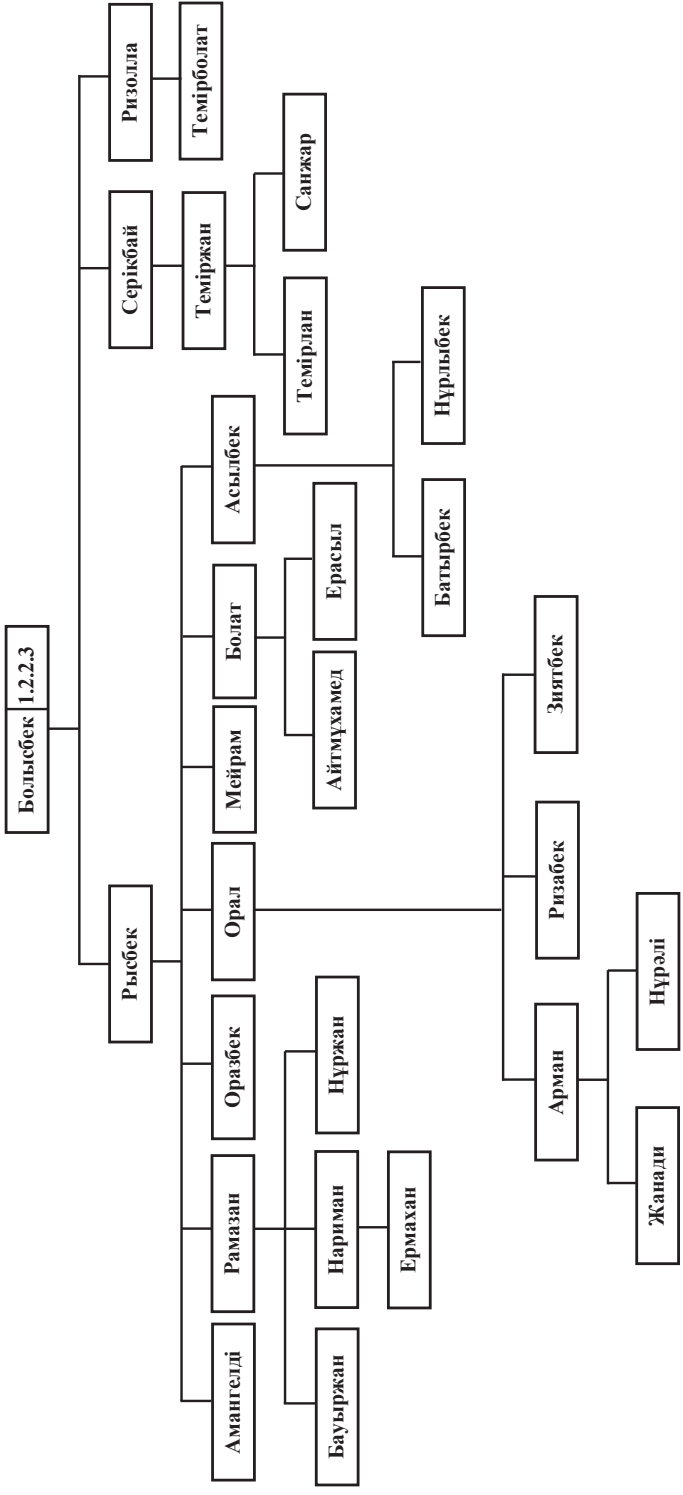 Болысбек 1.2.2.3
Рысбек
Серікбай
Ризолла
Амангелді
Рамазан
Оразбек
Орал
Мейрам
Болат
Асылбек
Теміржан
Темірболат
Бауыржан
Нариман
Нұржан
Айтмұхамед
Ерасыл
Темірлан
Санжар
Ермахан
Батырбек
Нұрлыбек
Арман
Ризабек
Зиятбек
Жанади
Нұрәлі